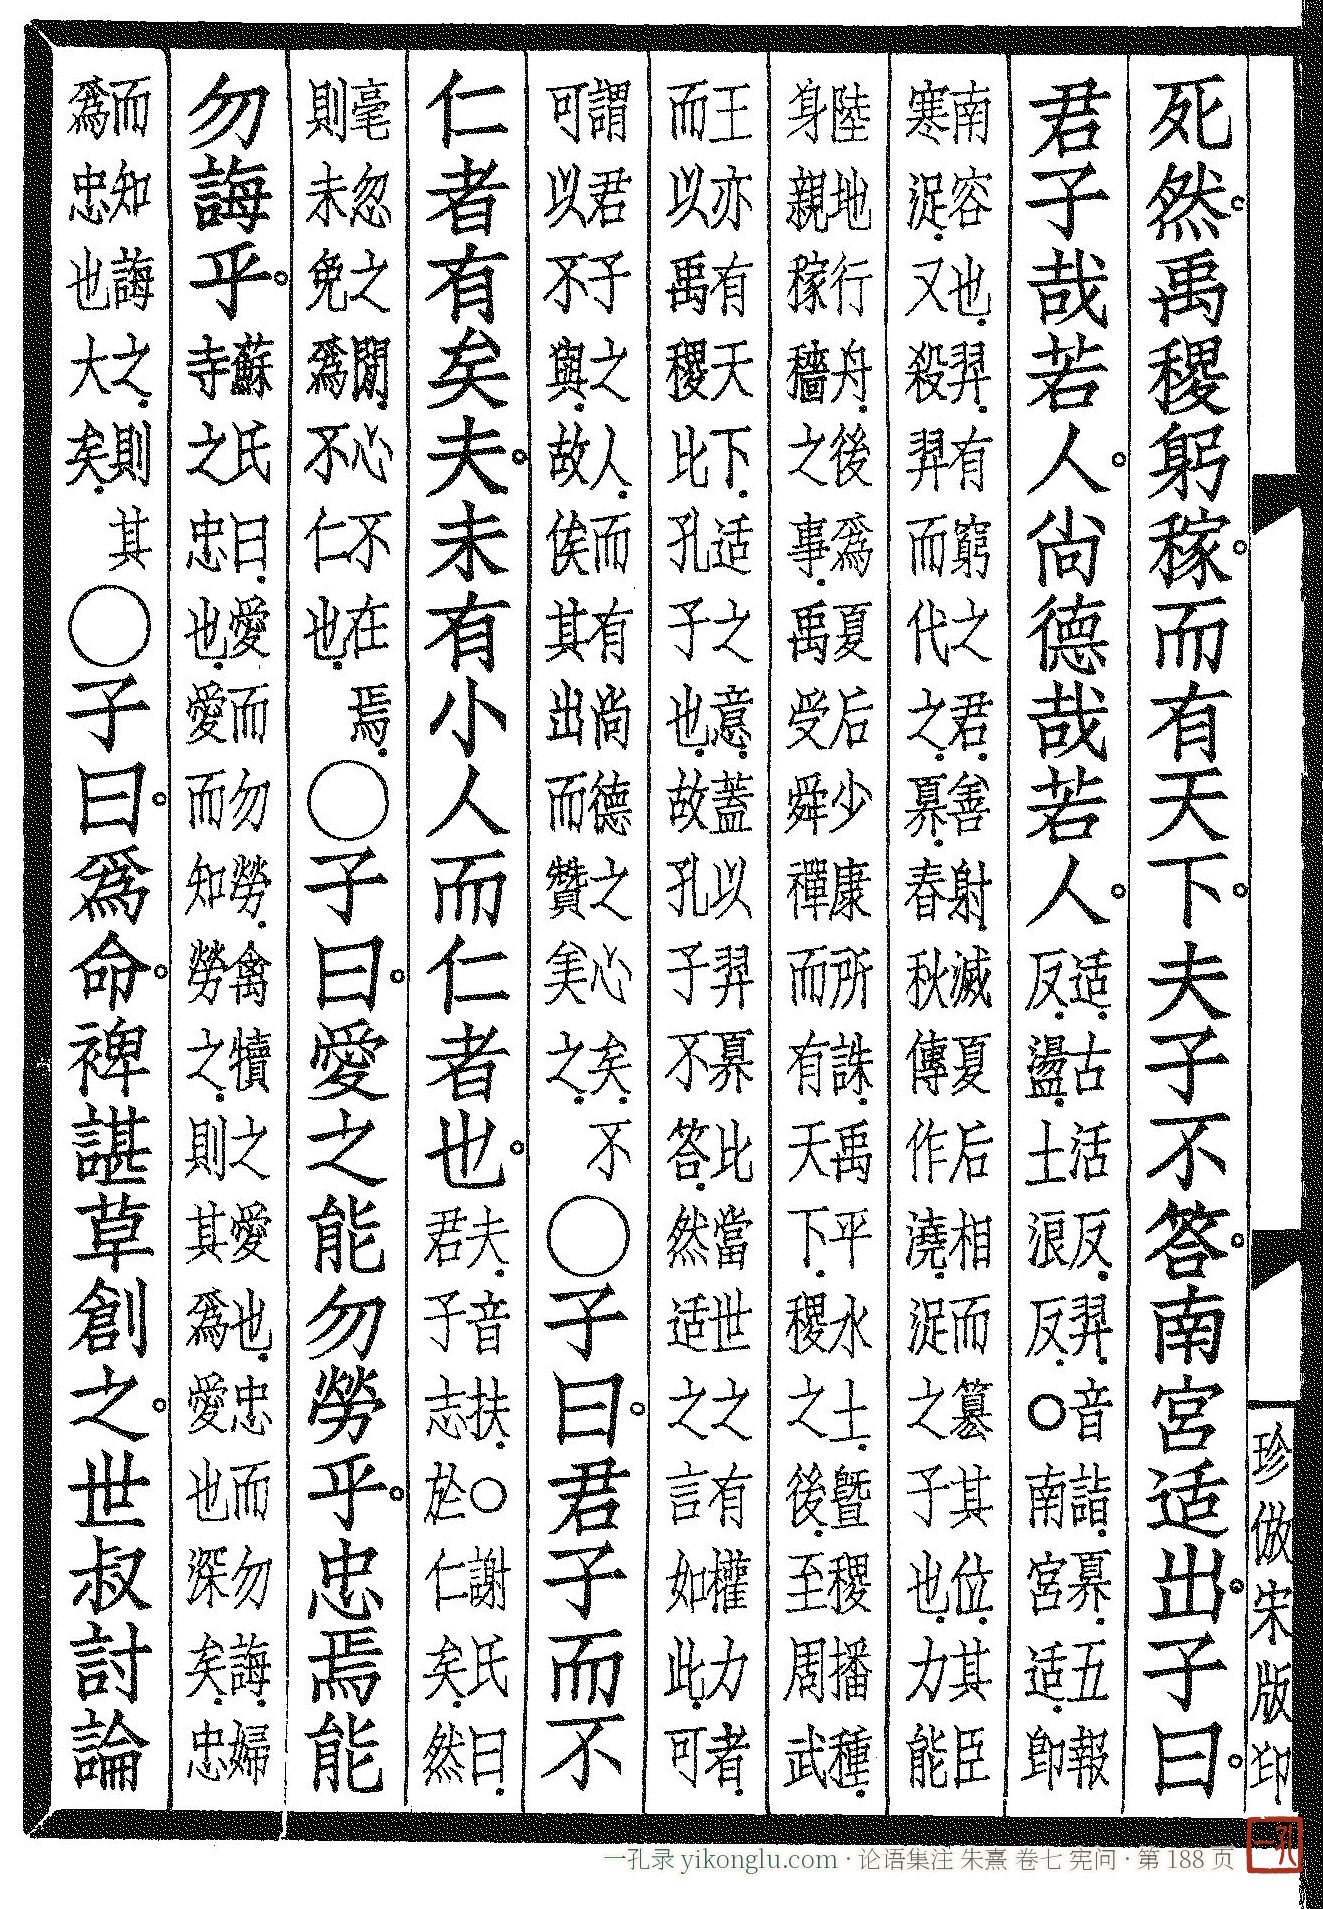 珍倣宋版印
死然。禹稷躬稼。而有天下。夫子不答。南宮适出。子曰。
君子哉若人。尚德哉若人。
适.古活反.羿.音詣.奡.五報
反.盪.土浪反.○南宮适.卽
南容也.羿.有窮之君.善射.滅夏后相而篡其位.其臣
寒浞.又殺羿而代之.奡.春秋傳作澆.浞之子也.力能
陸地行舟.後爲夏后少康所誅.禹平水土.曁稷播種.
身親稼穡之事.禹受舜禪而有天下.稷之後.至周武
王亦有天下.适之意.蓋以羿奡比當世之有權力者.
而以禹稷比孔子也.故孔子不答.然适之言如此.可
謂君子之人.而有尚德之心矣.不
可以不與.故俟其出而贊美之.
○子曰。君子而不
仁者有矣夫。未有小人而仁者也。
夫.音扶.○謝氏曰.
君子志於仁矣.然
毫忽之閒.心不在焉.
則未免爲不仁也.
○子曰。愛之能勿勞乎。忠焉能
勿誨乎。
蘇氏曰.愛而勿勞.禽犢之愛也.忠而勿誨.婦
寺之忠也.愛而知勞之.則其爲愛也深矣.忠
而知誨之.則其
爲忠也大矣.
○子曰。爲命。裨諶草創之。世叔討論
一孔录 yikonglu.com · 论语集注 朱熹 卷七 宪问 · 第 188 页
一孔